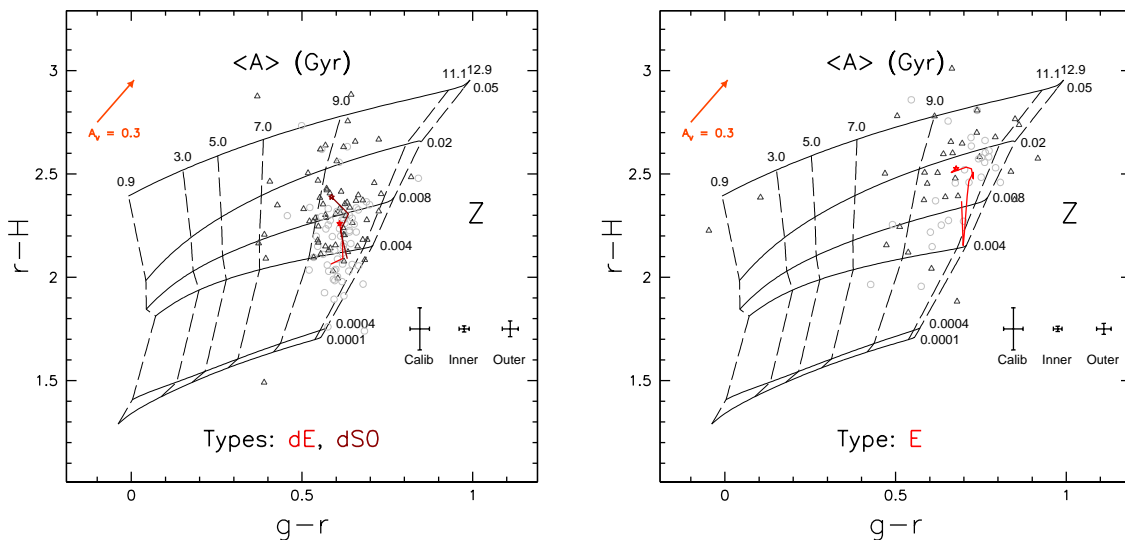 <A> (Gyr)
12.9
11.1
0.05
9.0
7.0
5.0
3.0
0.9
0.02
0.008
0.004
0.0004
0.0001
A_V = 0.3
Z
Calib Inner Outer
Types: dE, dS0
3
2.5
2
1.5
0 0.5 1
r-H
g-r
<A> (Gyr)
12.9
11.1
0.05
9.0
7.0
5.0
3.0
0.9
0.02
0.008
0.004
0.0004
0.0001
A_V = 0.3
Z
Calib Inner Outer
Type: E
3
2.5
2
1.5
0 0.5 1
r-H
g-r